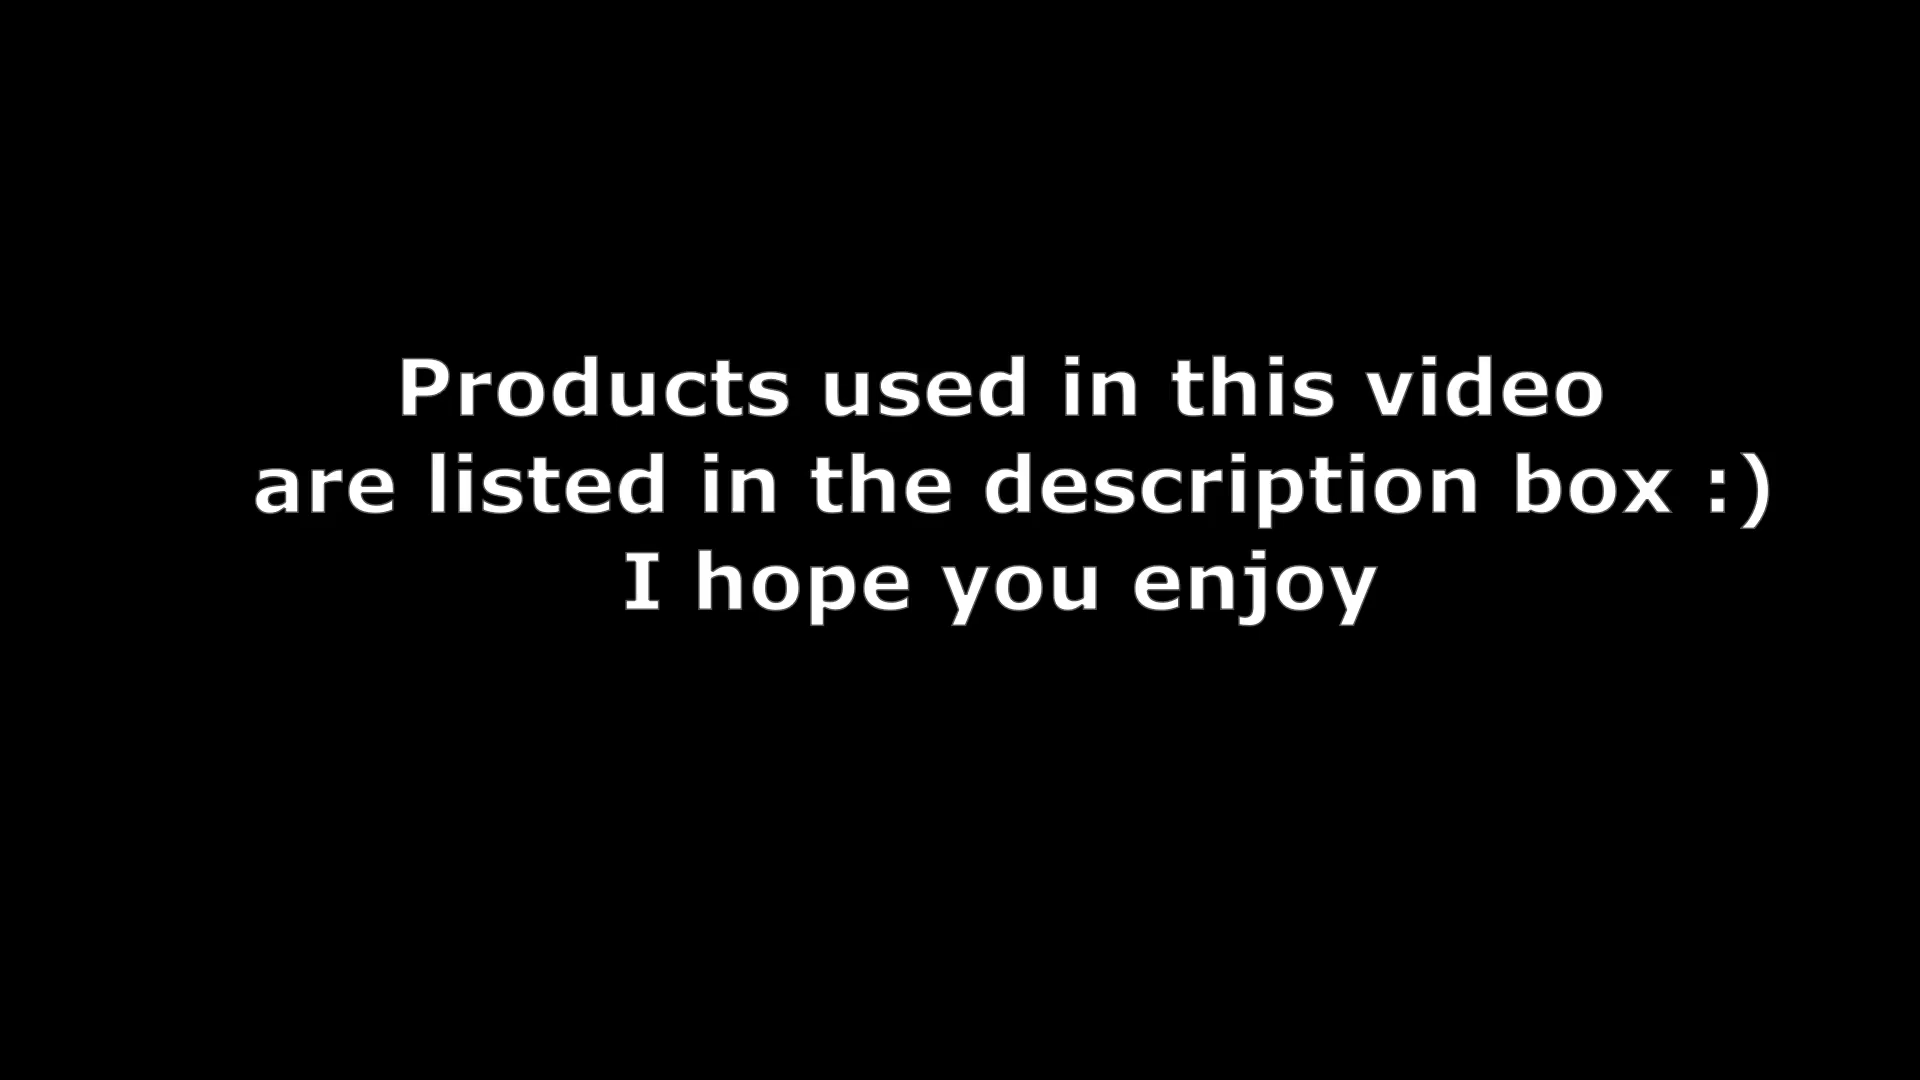 Products used in this video
are listed in the description box :)
I hope you enjoy